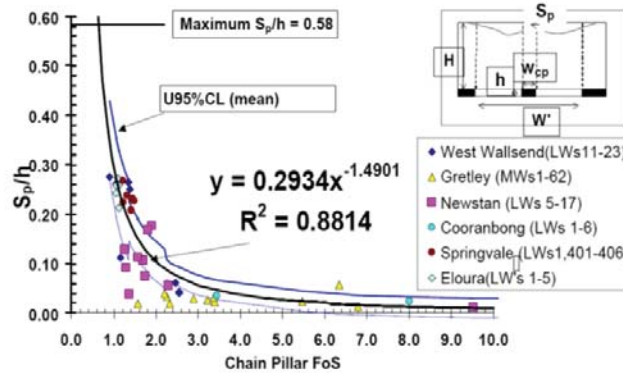 Maximum Sp/h = 0.58
U95%CL (mean)
y = 0.2934x^-1.4901
R² = 0.8814
Sp/h
0.60
0.50
0.40
0.30
0.20
0.10
0.00
0.0 1.0 2.0 3.0 4.0 5.0 6.0 7.0 8.0 9.0 10.0
Chain Pillar FoS
Sp
H
h
Wcp
W'
West Wallsend(LWs11-23)
Gretley (MWs1-62)
Newstan (LWs 5-17)
Cooranbong (LWs 1-6)
Springvale (LWs1,401-406
Eloura(LW's 1-5)